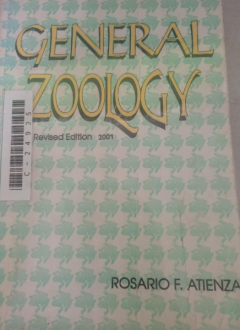 GENERAL
ZOOLOGY
Revised Edition 2001
ROSARIO F. ATIENZA